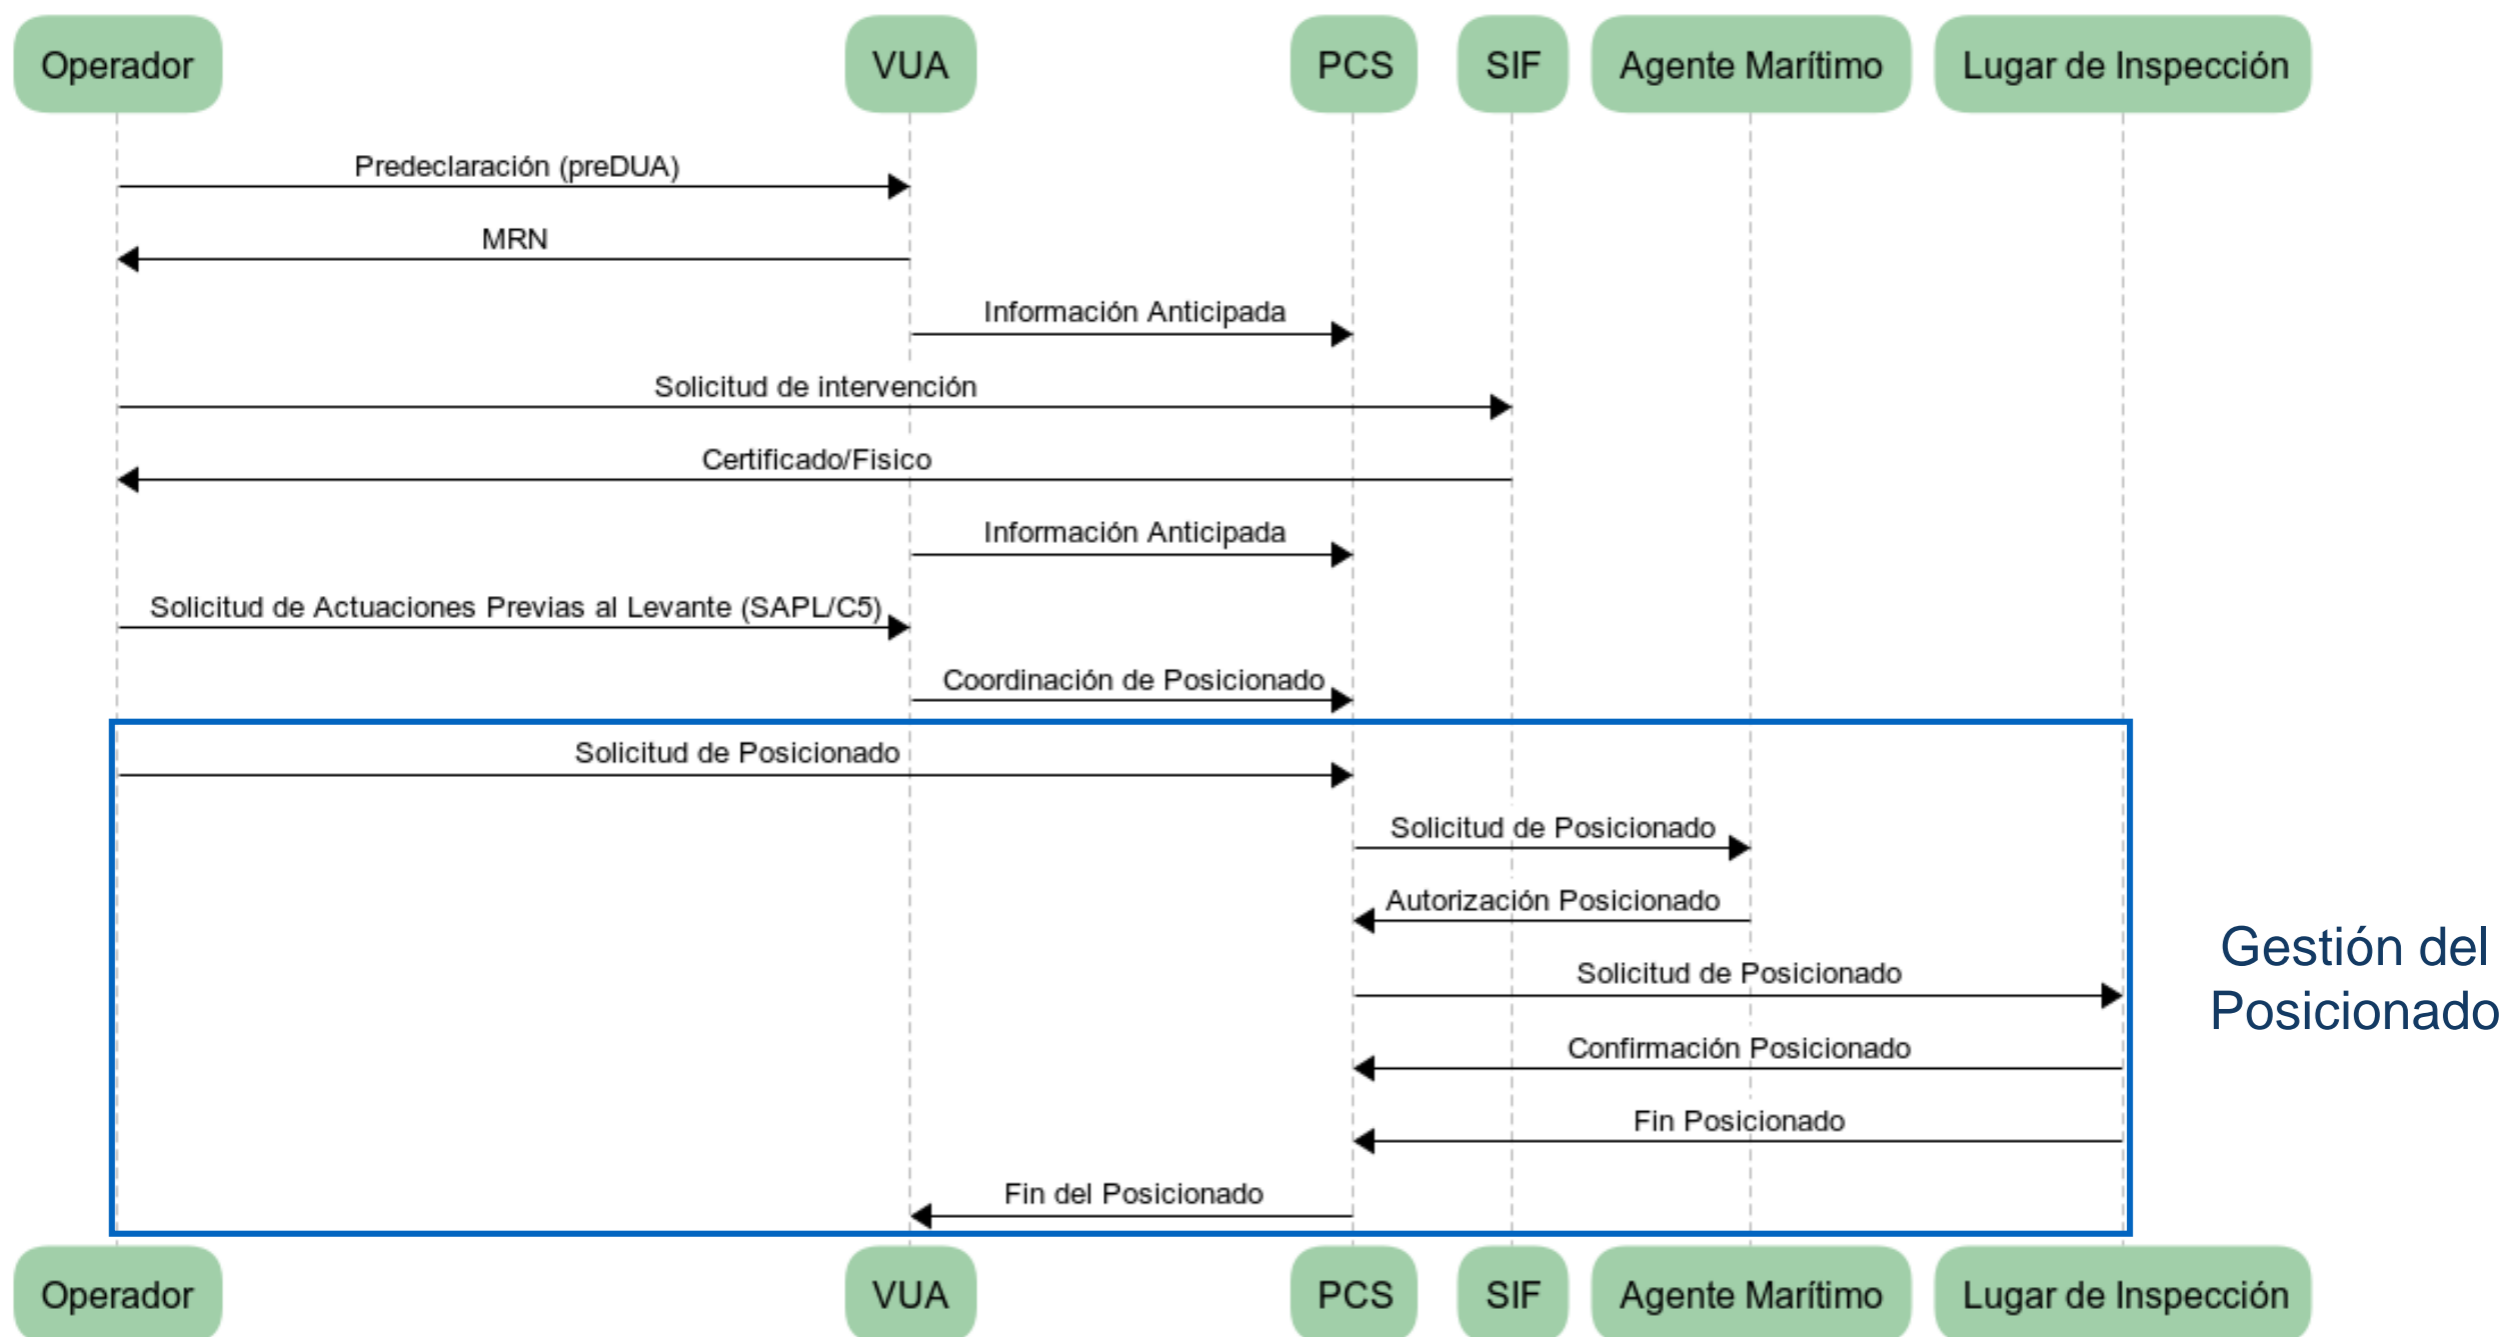 Operador
VUA
PCS
SIF
Agente Marítimo
Lugar de Inspección
Predeclaración (preDUA)
MRN
Información Anticipada
Solicitud de intervención
Certificado/Fisico
Información Anticipada
Solicitud de Actuaciones Previas al Levante (SAPL/C5)
Coordinación de Posicionado
Solicitud de Posicionado
Solicitud de Posicionado
Autorización Posicionado
Solicitud de Posicionado
Confirmación Posicionado
Fin Posicionado
Fin del Posicionado
Gestión del
Posicionado
Operador
VUA
PCS
SIF
Agente Marítimo
Lugar de Inspección